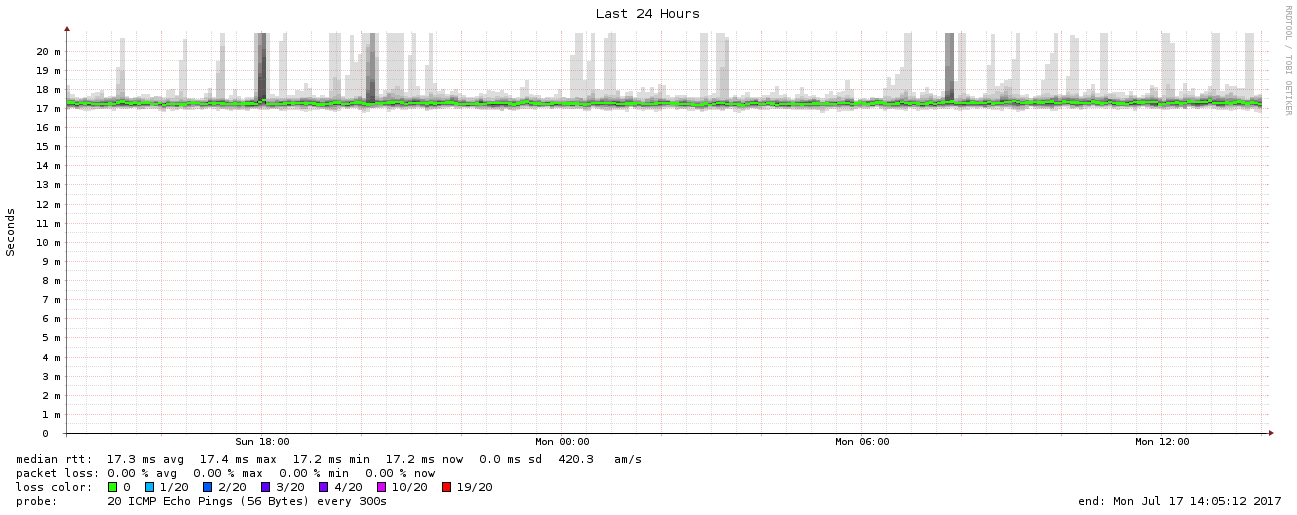 Last 24 Hours
RRDTOOL / TOBI OETIKER
Seconds
20 m
19 m
18 m
17 m
16 m
15 m
14 m
13 m
12 m
11 m
10 m
9 m
8 m
7 m
6 m
5 m
4 m
3 m
2 m
1 m
0
Sun 18:00 Mon 00:00 Mon 06:00 Mon 12:00
median rtt: 17.3 ms avg 17.4 ms max 17.2 ms min 17.2 ms now 0.0 ms sd 420.3 am/s
packet loss: 0.00 % avg 0.00 % max 0.00 % min 0.00 % now
loss color: 0 1/20 2/20 3/20 4/20 10/20 19/20
probe: 20 ICMP Echo Pings (56 Bytes) every 300s end: Mon Jul 17 14:05:12 2017